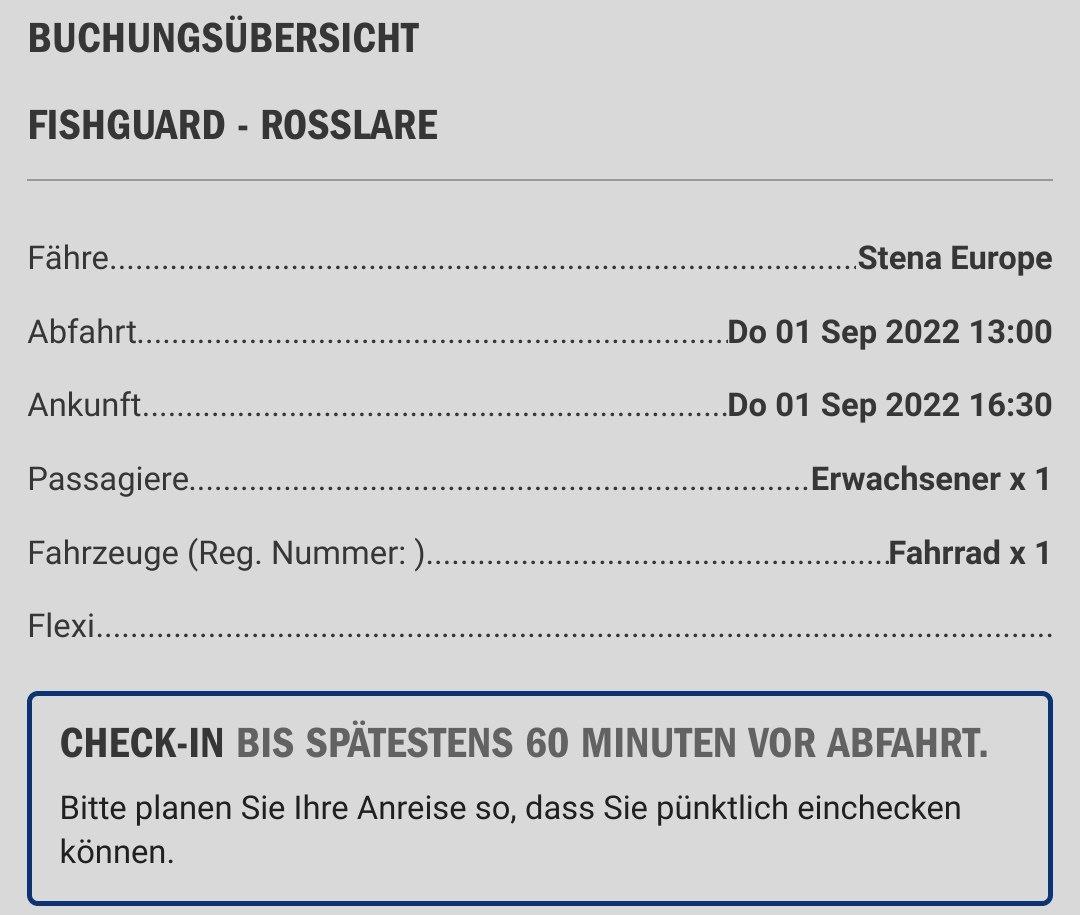 BUCHUNGSÜBERSICHT
FISHGUARD - ROSSLARE
Fähre..........................................................................................Stena Europe
Abfahrt......................................................................Do 01 Sep 2022 13:00
Ankunft.....................................................................Do 01 Sep 2022 16:30
Passagiere.........................................................................Erwachsener x 1
Fahrzeuge (Reg. Nummer: ).......................................................Fahrrad x 1
Flexi..................................................................................................................
CHECK-IN BIS SPÄTESTENS 60 MINUTEN VOR ABFAHRT.
Bitte planen Sie Ihre Anreise so, dass Sie pünktlich einchecken
können.